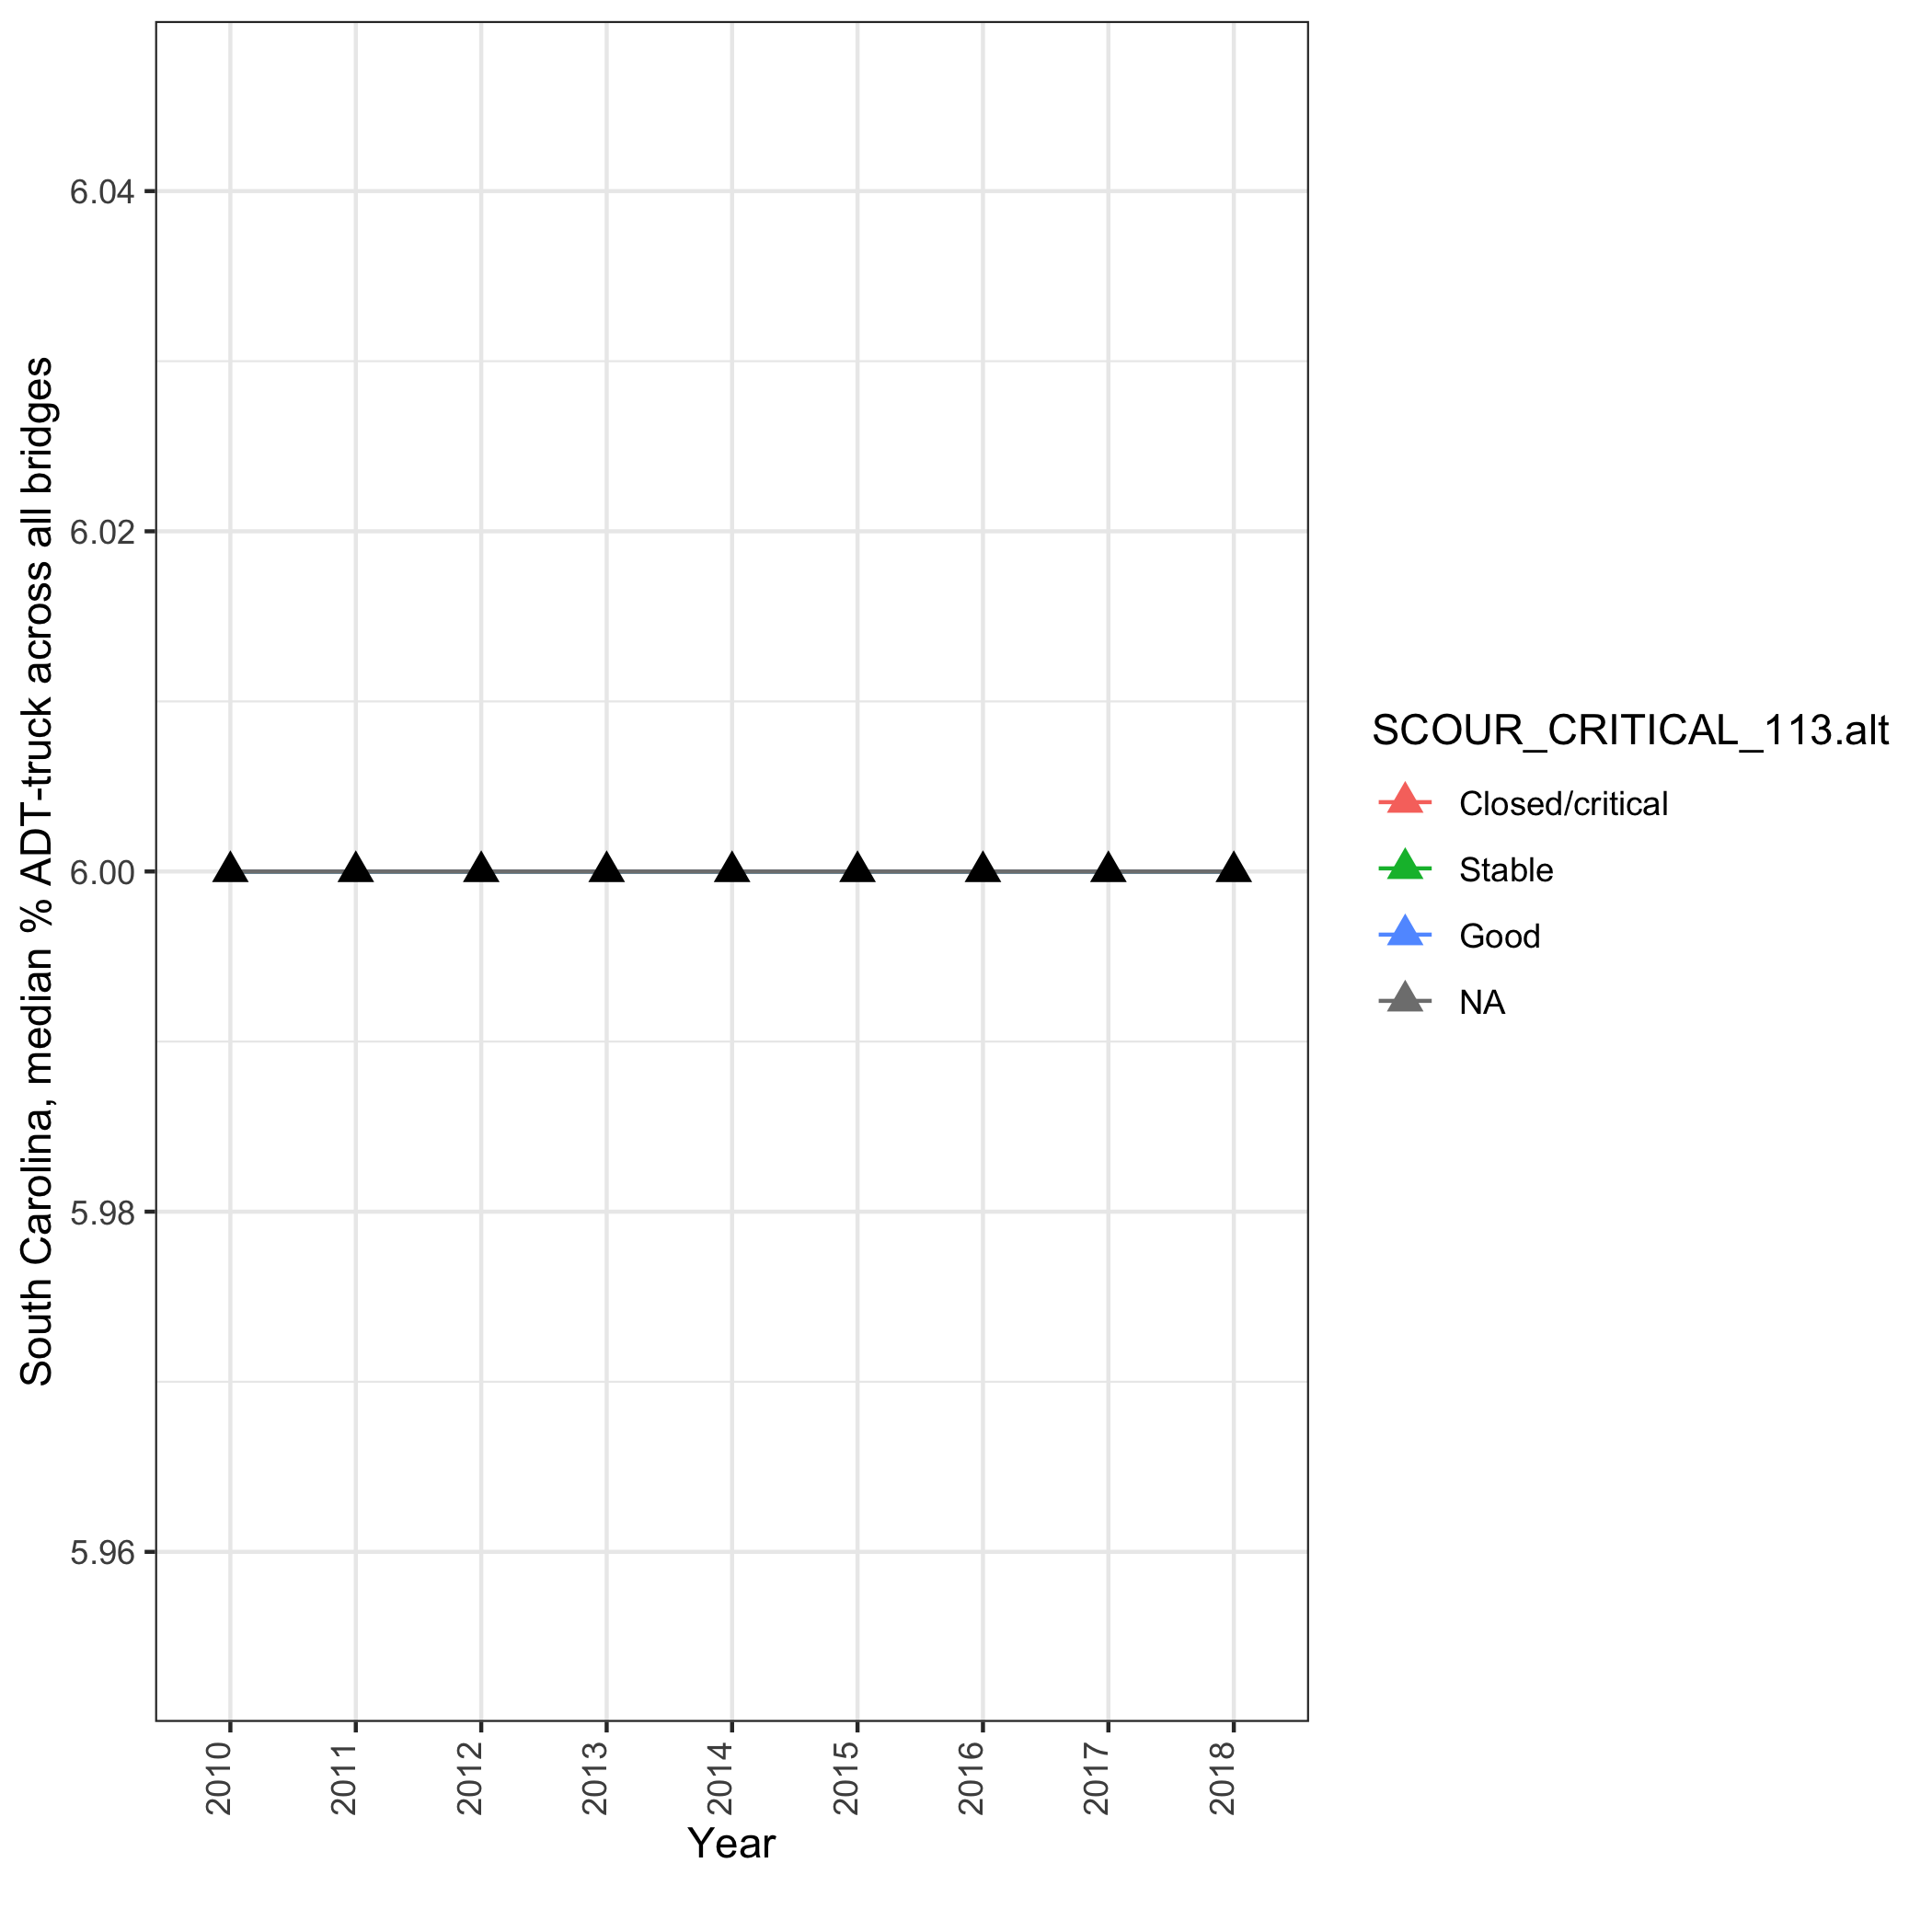 South Carolina, median % ADT-truck across all bridges
6.04
6.02
6.00
5.98
5.96
2010
2011
2012
2013
2014
2015
2016
2017
2018
Year
SCOUR_CRITICAL_113.alt
Closed/critical
Stable
Good
NA